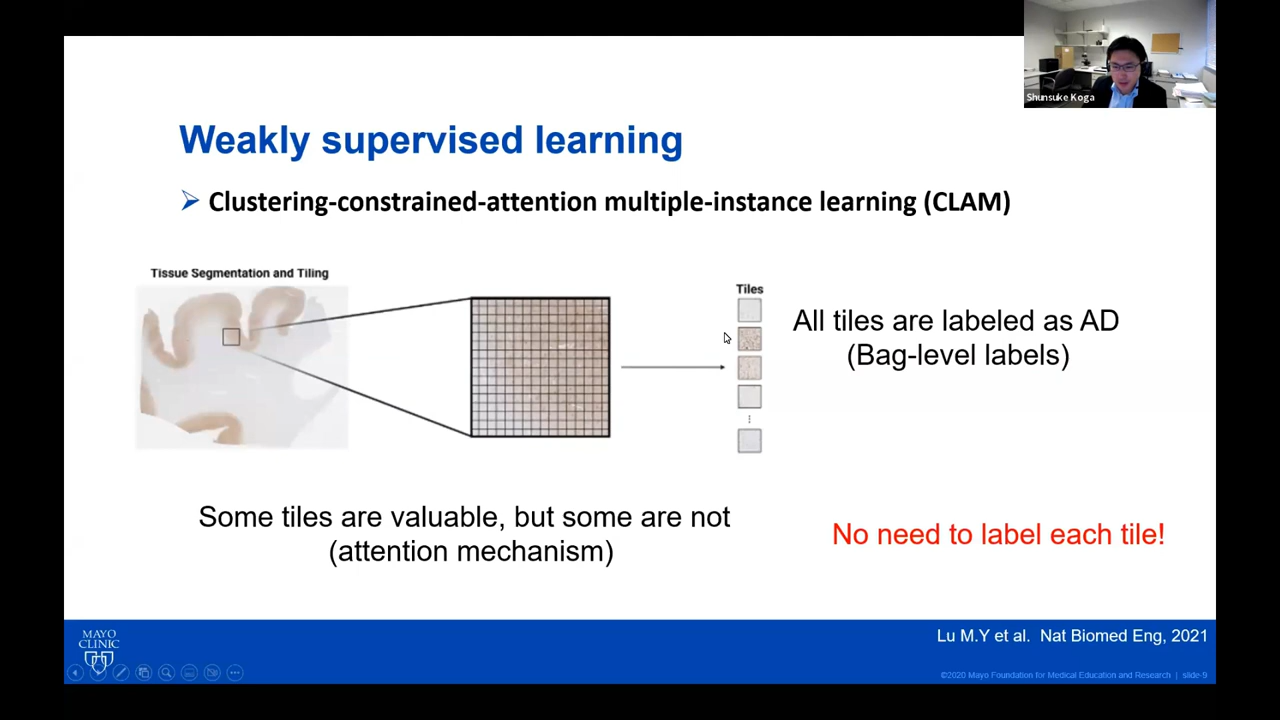 Shunsuke Koga
Weakly supervised learning
Clustering-constrained-attention multiple-instance learning (CLAM)
Tissue Segmentation and Tiling
Tiles
All tiles are labeled as AD
(Bag-level labels)
Some tiles are valuable, but some are not
(attention mechanism)
No need to label each tile!
MAYO
CLINIC
Lu M.Y et al.  Nat Biomed Eng, 2021
©2020 Mayo Foundation for Medical Education and Research | slide-9